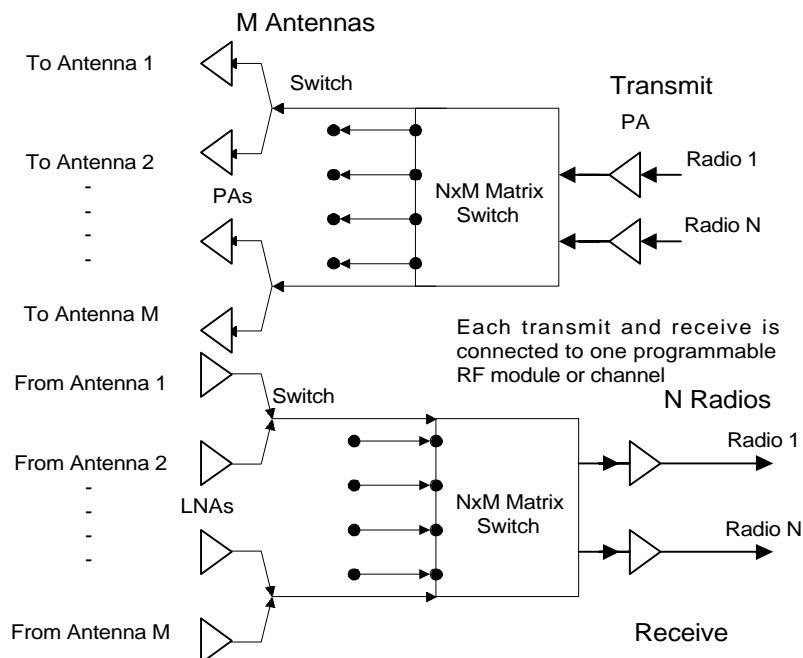 M Antennas
To Antenna 1
Switch
Transmit
PA
Radio 1
To Antenna 2
-
-
-
-
PAs
NxM Matrix
Switch
Radio N
To Antenna M
Each transmit and receive is
connected to one programmable
RF module or channel
From Antenna 1
Switch
N Radios
Radio 1
From Antenna 2
-
-
-
-
LNAs
NxM Matrix
Switch
Radio N
From Antenna M
Receive